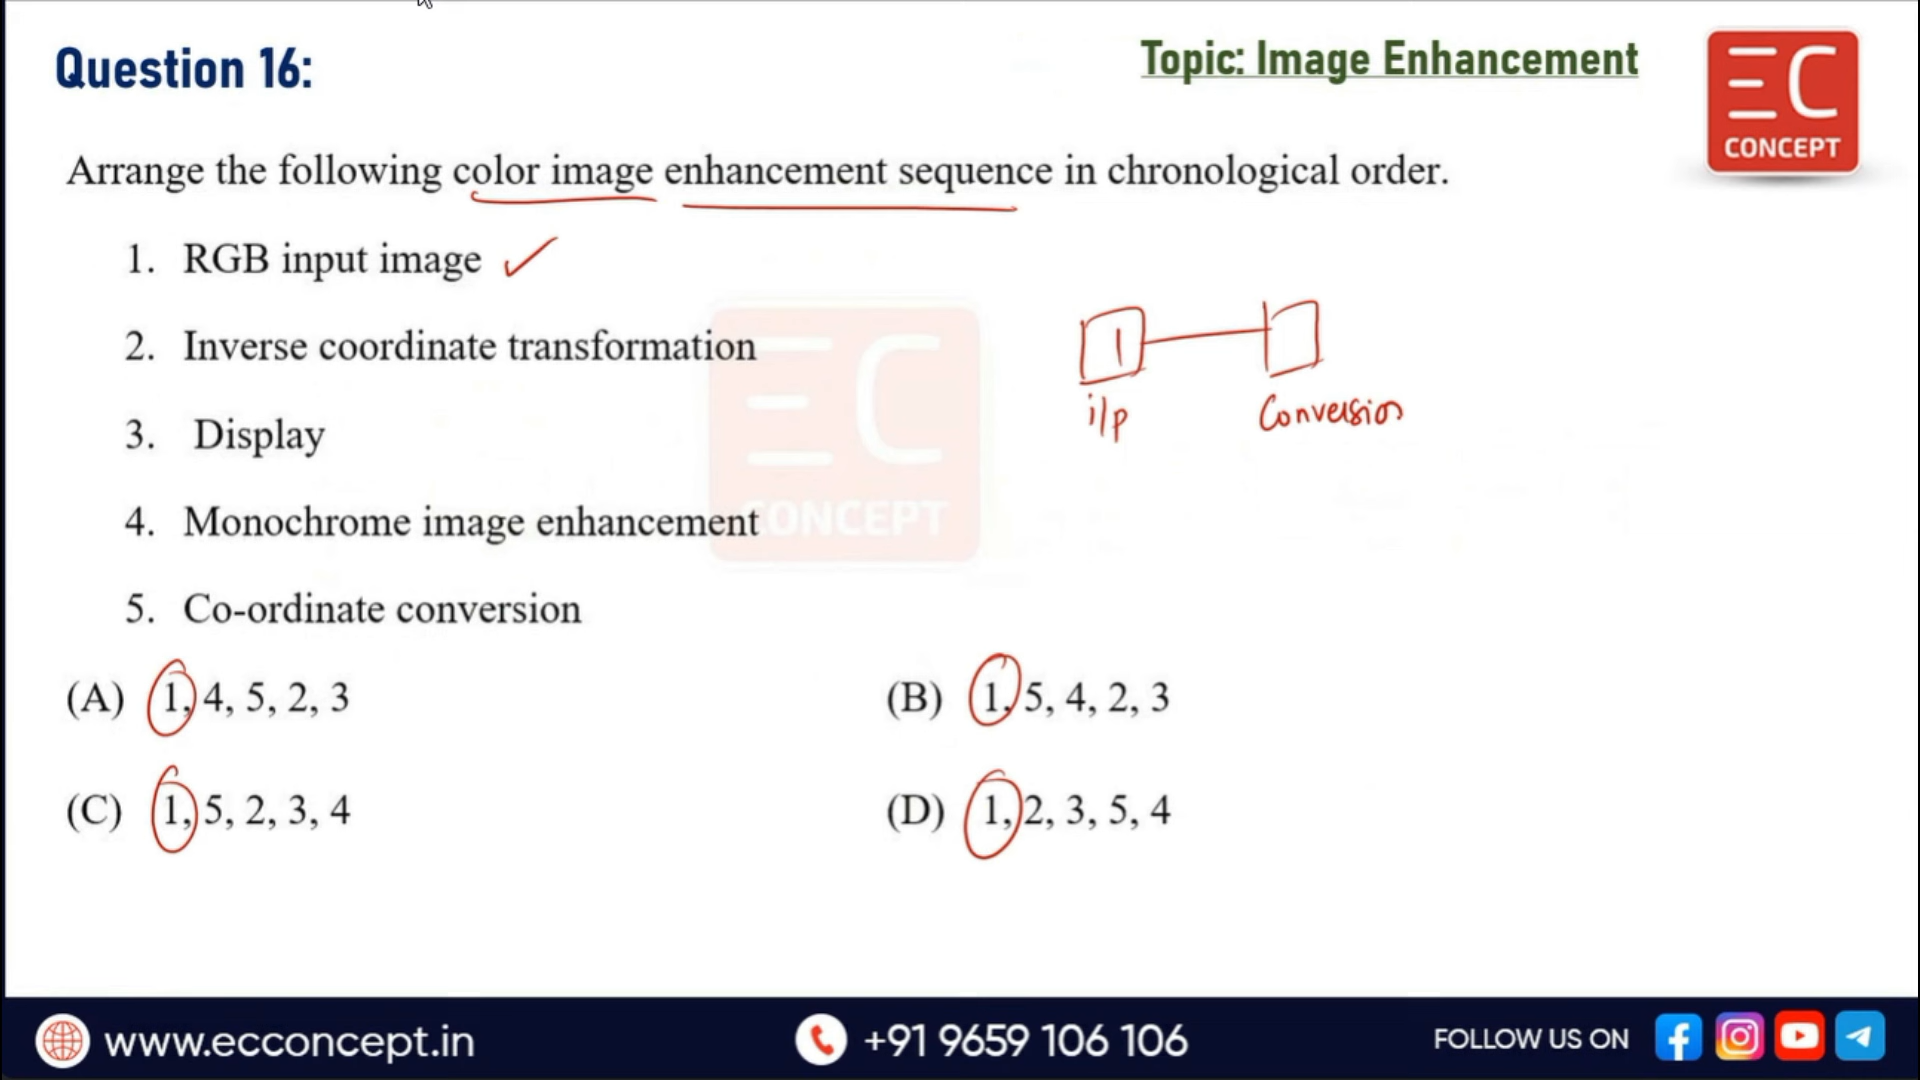 Question 16:
Topic: Image Enhancement
EC
CONCEPT
Arrange the following color image enhancement sequence in chronological order.
1. RGB input image
2. Inverse coordinate transformation
3. Display
4. Monochrome image enhancement
5. Co-ordinate conversion
1
i/p
Conversion
EC
CONCEPT
(A) 1, 4, 5, 2, 3
(B) 1, 5, 4, 2, 3
(C) 1, 5, 2, 3, 4
(D) 1, 2, 3, 5, 4
www.ecconcept.in
+91 9659 106 106
FOLLOW US ON